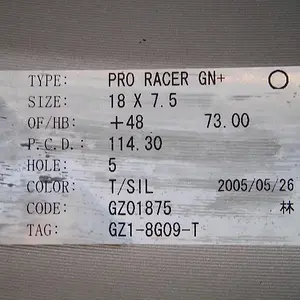 TYPE: PRO RACER GN+ ○
SIZE: 18 X 7.5
OF/HB: +48 73.00
P.C.D.: 114.30
HOLE: 5
COLOR: T/SIL 2005/05/26
CODE: GZ01875 林
TAG: GZ1-8G09-T